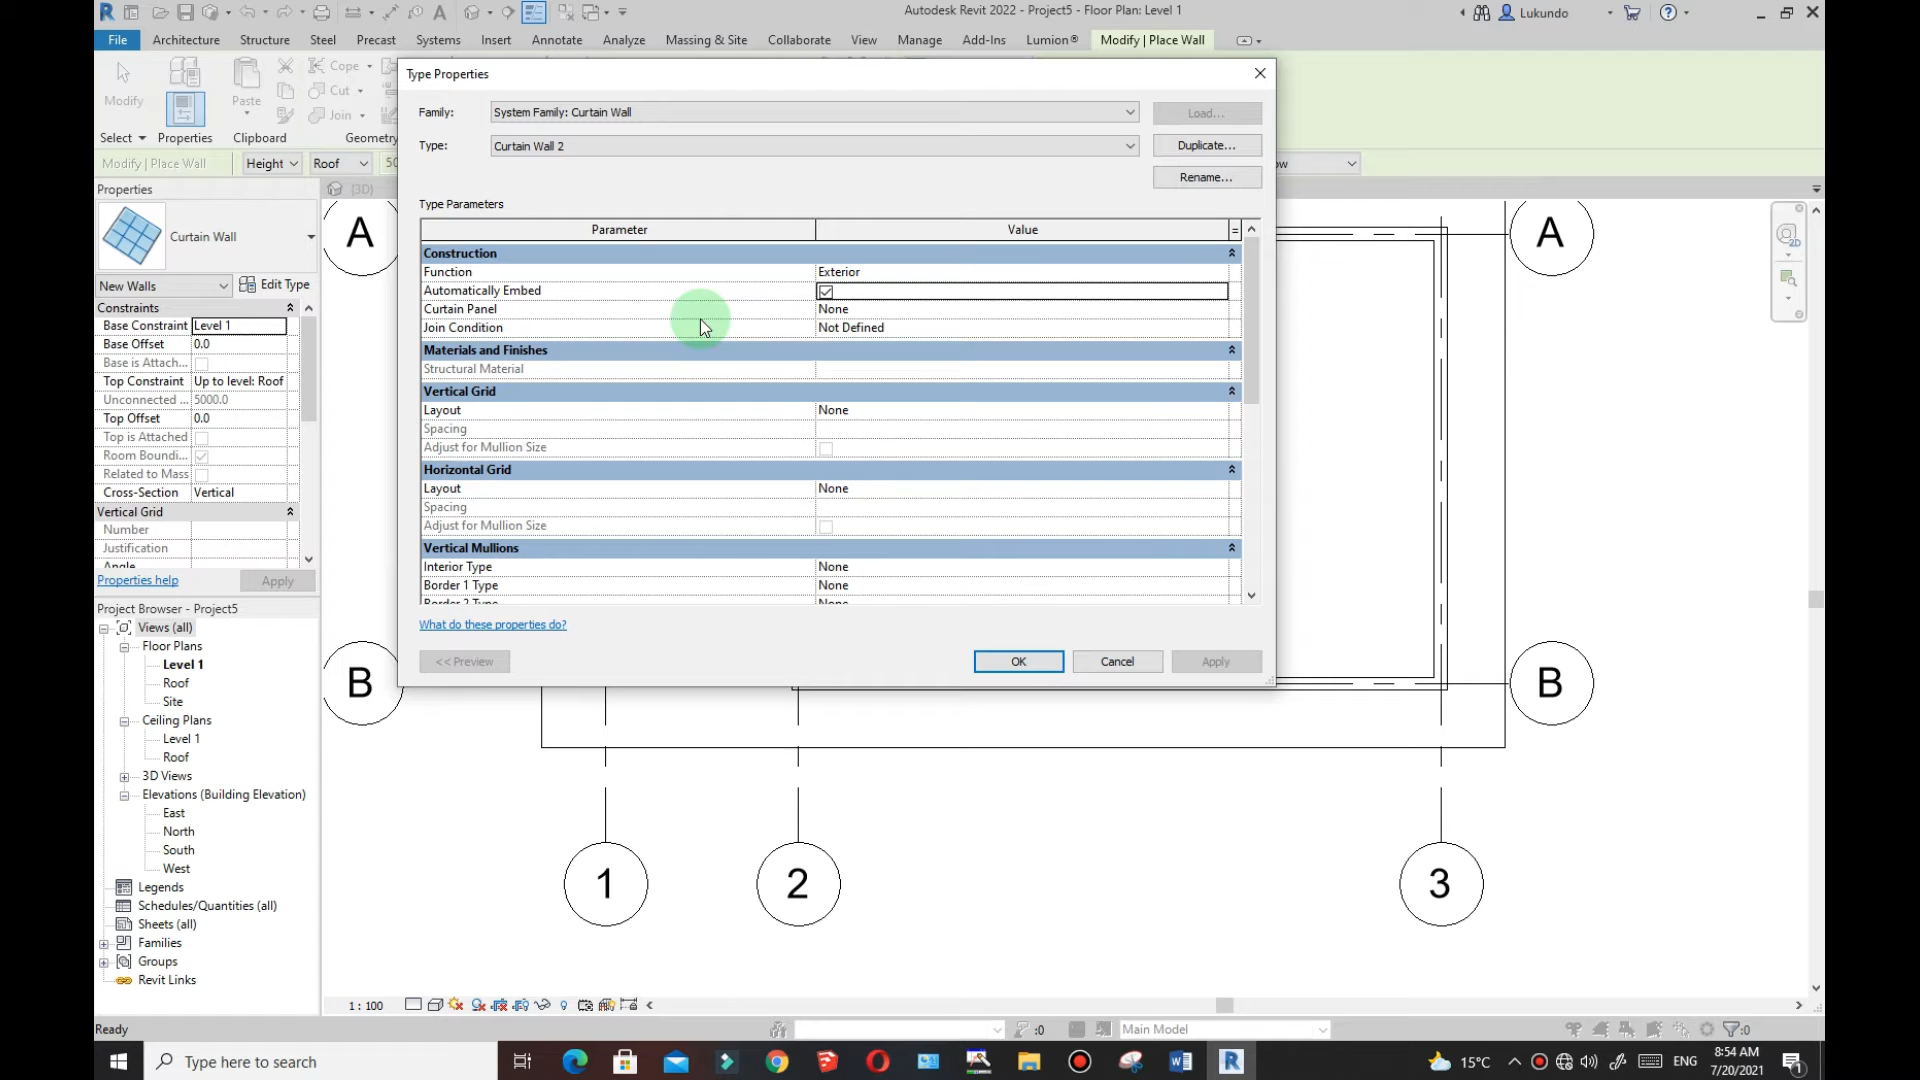 Autodesk Revit 2022 - Project5 - Floor Plan: Level 1
Lukundo
File Architecture Structure Steel Precast Systems Insert Annotate Analyze Massing & Site Collaborate View Manage Add-Ins Lumion® Modify | Place Wall
Modify
Paste
Cope
Cut
Join
Select Properties Clipboard Geometry
Modify | Place Wall Height Roof
Type Properties
Family: System Family: Curtain Wall Load...
Type: Curtain Wall 2 Duplicate...
Rename...
Type Parameters
Parameter Value =
Construction
Function Exterior
Automatically Embed
Curtain Panel None
Join Condition Not Defined
Materials and Finishes
Structural Material
Vertical Grid
Layout None
Spacing
Adjust for Mullion Size
Horizontal Grid
Layout None
Spacing
Adjust for Mullion Size
Vertical Mullions
Interior Type None
Border 1 Type None
Border 2 Type None
What do these properties do?
<< Preview OK Cancel Apply
Properties
Curtain Wall
New Walls Edit Type
Constraints
Base Constraint Level 1
Base Offset 0.0
Base is Attach...
Top Constraint Up to level: Roof
Unconnected ... 5000.0
Top Offset 0.0
Top is Attached
Room Boundi...
Related to Mass
Cross-Section Vertical
Vertical Grid
Number
Justification
Angle
Properties help Apply
Project Browser - Project5
Views (all)
Floor Plans
Level 1
Roof
Site
Ceiling Plans
Level 1
Roof
3D Views
Elevations (Building Elevation)
East
North
South
West
Legends
Schedules/Quantities (all)
Sheets (all)
Families
Groups
Revit Links
{3D}
A A
B B
1 2 3
2D
1 : 100
Ready
:0
Main Model
:0
Type here to search
15°C
ENG
8:54 AM
7/20/2021
1